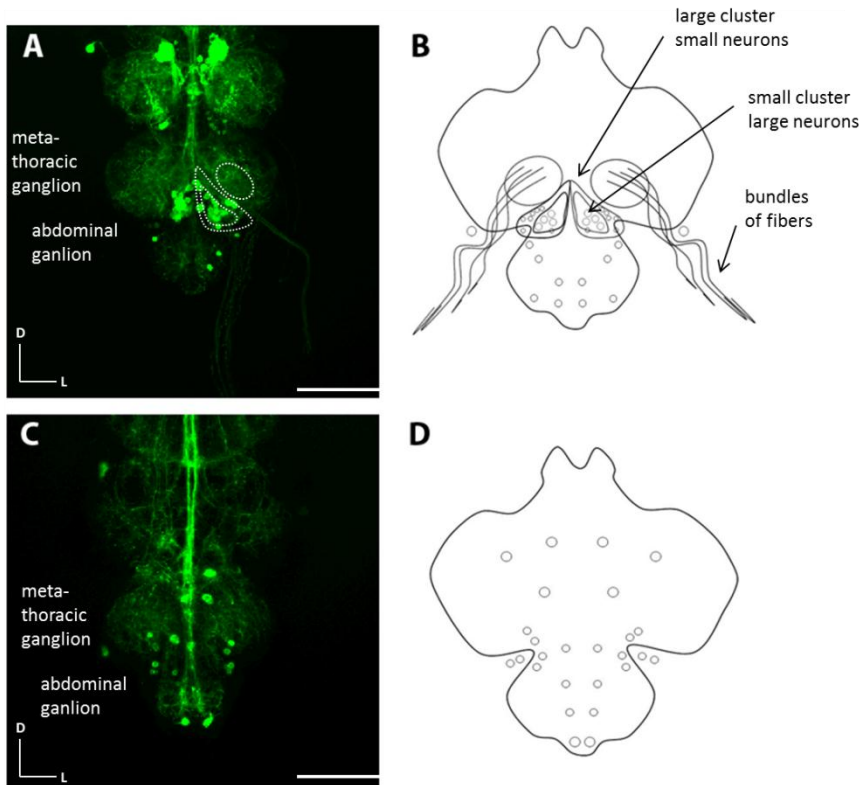 A
meta-
thoracic
ganglion
abdominal
ganlion
D
L
B
large cluster
small neurons
small cluster
large neurons
bundles
of fibers
C
meta-
thoracic
ganglion
abdominal
ganlion
D
L
D